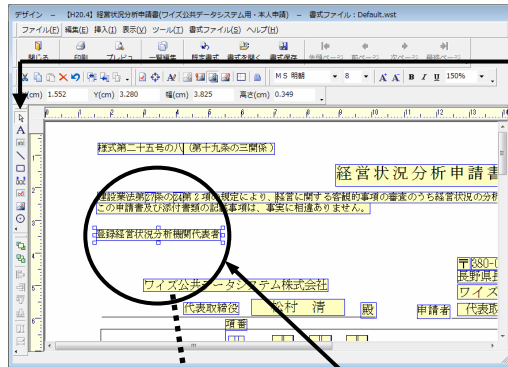 デザイン － 【H20.4】経営状況分析申請書(ワイズ公共データシステム用・本人申請) － 書式ファイル : Default.wst
ファイル(F) 編集(E) 挿入(I) 表示(V) ツール(T) 書式ファイル(S) ヘルプ(H)
閉じる 印刷 プレビュ 一覧編集 既定書式 書式を開く 書式保存 先頭ページ 前ページ 次ページ 最終ページ
MS 明朝 8 A A B I U 150%
(cm) 1.552 Y(cm) 3.280 幅(cm) 3.825 高さ(cm) 0.349
様式第二十五号の八 (第十九条の三関係)
経営状況分析申請書
建設業法第27条の24第2項の規定により、経営に関する客観的事項の審査のうち経営状況の分析
この申請書及び添付書類の記載事項は、事実に相違ありません。
登録経営状況分析機関代表者
〒380-0
長野県長
ワイズ公共データシステム株式会社
ワイズ
代表取締役 松村 清 殿 申請者 代表取
項番